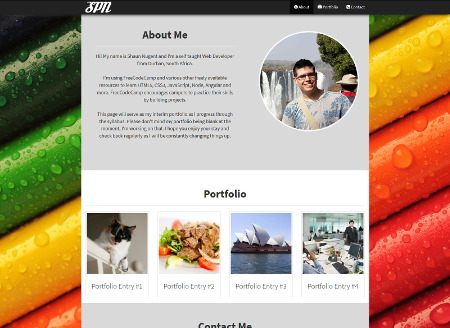 SPN
About Me
Portfolio
Contact
About Me
Hi! My name is Shaun Nugent and I'm a self taught Web Developer
from Durban, South Africa.
I'm using FreeCodeCamp and various other freely available
resources to learn HTML5, CSS3, JavaScript, Node, Angular and
more. FreeCodeCamp encourages campers to practice their skills
by building projects.
This page will serve as my interim portfolio as I progress through
the syllabus. Please don't mind my portfolio being blank at the
moment. I'm working on that. I hope you enjoy your stay and
check back regularly as I will be constantly changing things up.
Portfolio
Portfolio Entry #1
Portfolio Entry #2
Portfolio Entry #3
Portfolio Entry #4
Contact Me